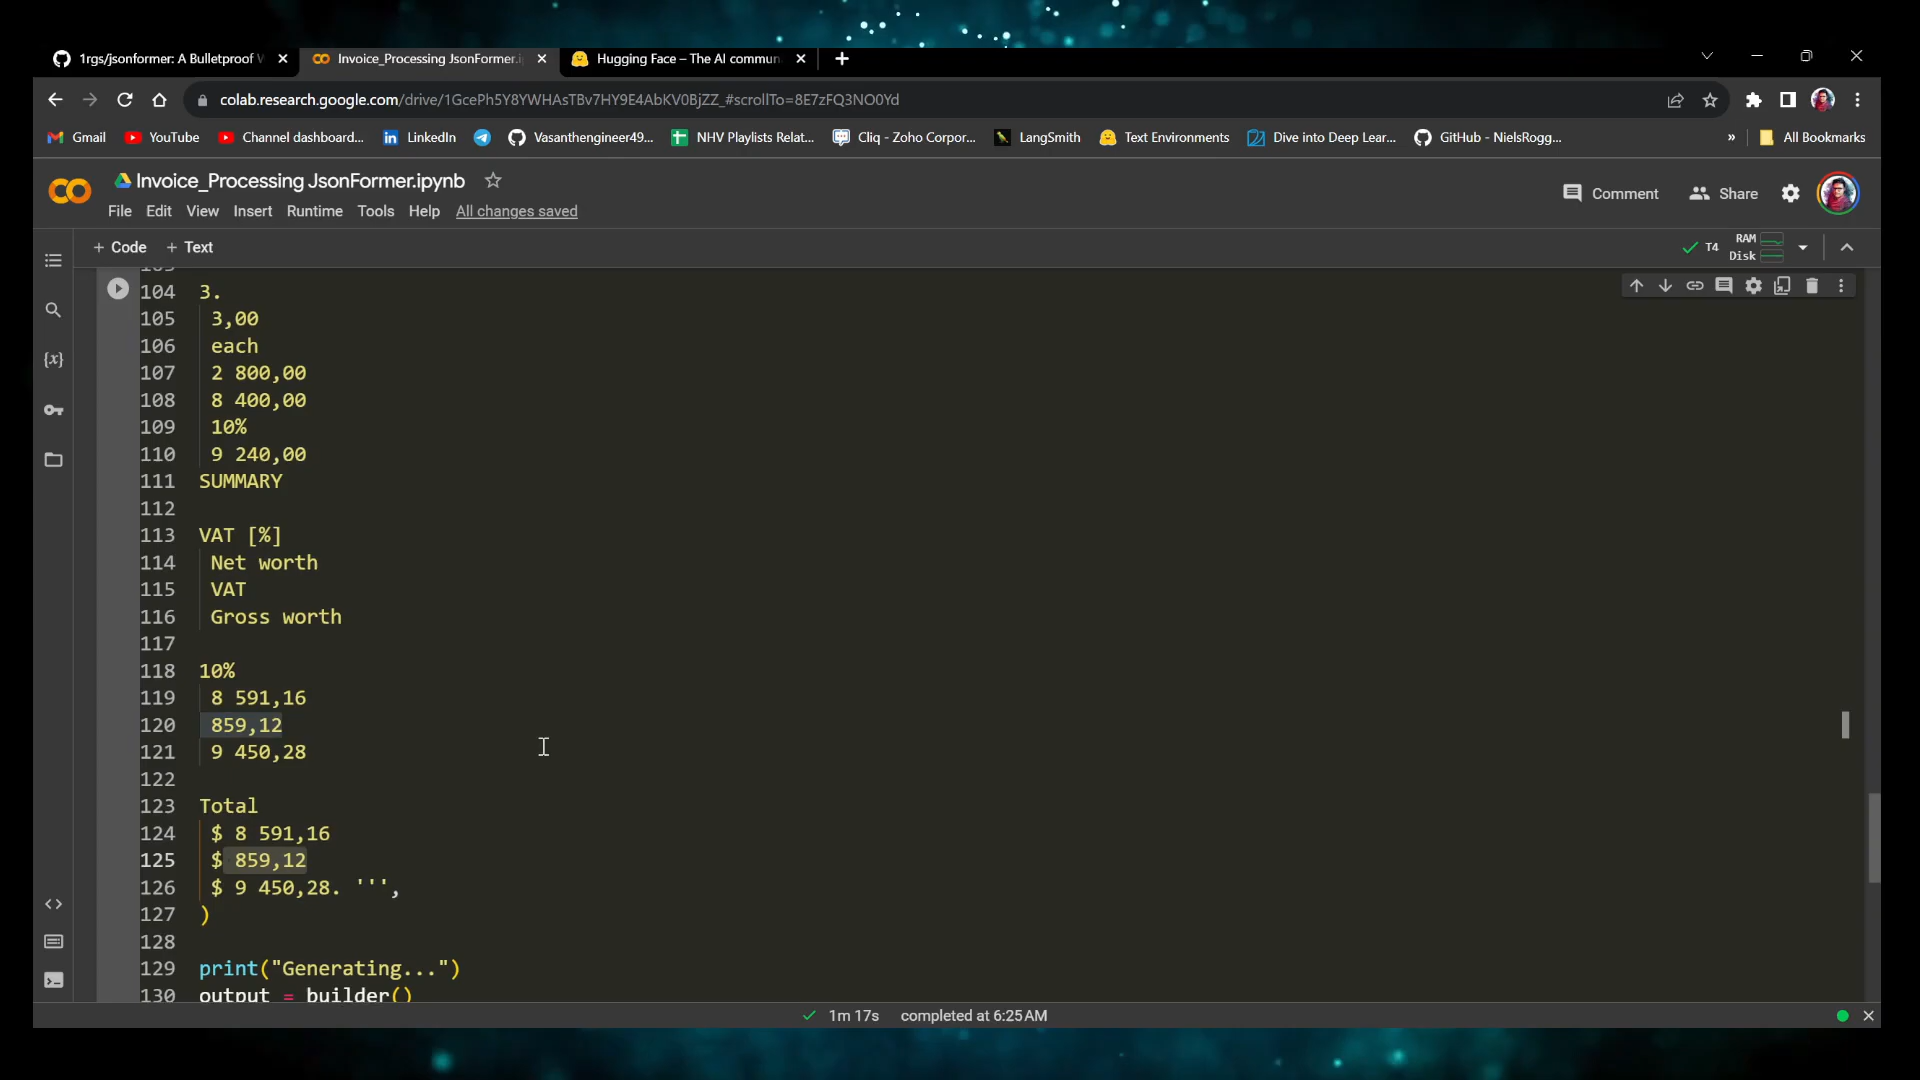 1rgs/jsonformer: A Bulletproof W
Invoice_Processing JsonFormer.i
Hugging Face – The AI commun
colab.research.google.com/drive/1GcePh5Y8YWHAsTBv7HY9E4AbKV0BjZZ_#scrollTo=8E7zFQ3NO0Yd
Gmail YouTube Channel dashboard... LinkedIn Vasanthengineer49... NHV Playlists Relat... Cliq - Zoho Corpor... LangSmith Text Environments Dive into Deep Lear... GitHub - NielsRogg... » All Bookmarks
Invoice_Processing JsonFormer.ipynb
Comment Share
File Edit View Insert Runtime Tools Help All changes saved
+ Code + Text
T4 RAM
Disk
104 3.
105 3,00
106 each
107 2 800,00
108 8 400,00
109 10%
110 9 240,00
111 SUMMARY
112
113 VAT [%]
114 Net worth
115 VAT
116 Gross worth
117
118 10%
119 8 591,16
120 859,12
121 9 450,28
122
123 Total
124 $ 8 591,16
125 $ 859,12
126 $ 9 450,28. ''',
127 )
128
129 print("Generating...")
130 output = builder()
1m 17s completed at 6:25 AM